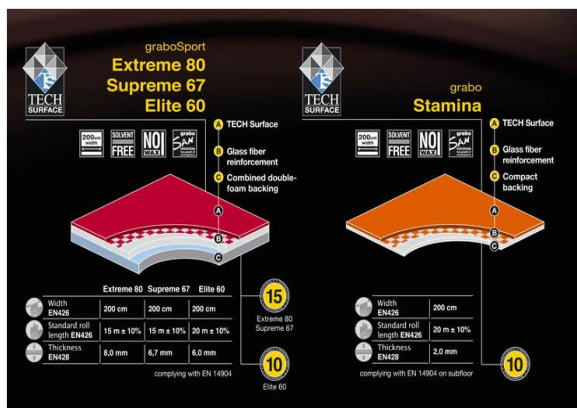 graboSport
Extreme 80
Supreme 67
Elite 60
TECH
SURFACE
200cm
width
SOLVENT
FREE
NO!
WAX
grabo
SAN
A TECH Surface
B Glass fiber
reinforcement
C Combined double-
foam backing
A
B
C
Extreme 80 Supreme 67 Elite 60
Width
EN426 200 cm 200 cm 200 cm
Standard roll
length EN426 15 m ± 10% 15 m ± 10% 20 m ± 10%
Thickness
EN428 8,0 mm 6,7 mm 6,0 mm
complying with EN 14904
15
Extreme 80
Supreme 67
10
Elite 60
TECH
SURFACE
grabo
Stamina
200cm
width
SOLVENT
FREE
NO!
WAX
grabo
SAN
A TECH Surface
B Glass fiber
reinforcement
C Compact
backing
A
B
C
Width
EN426 200 cm
Standard roll
length EN426 20 m ± 10%
Thickness
EN428 2,0 mm
complying with EN 14904 on subfloor
10